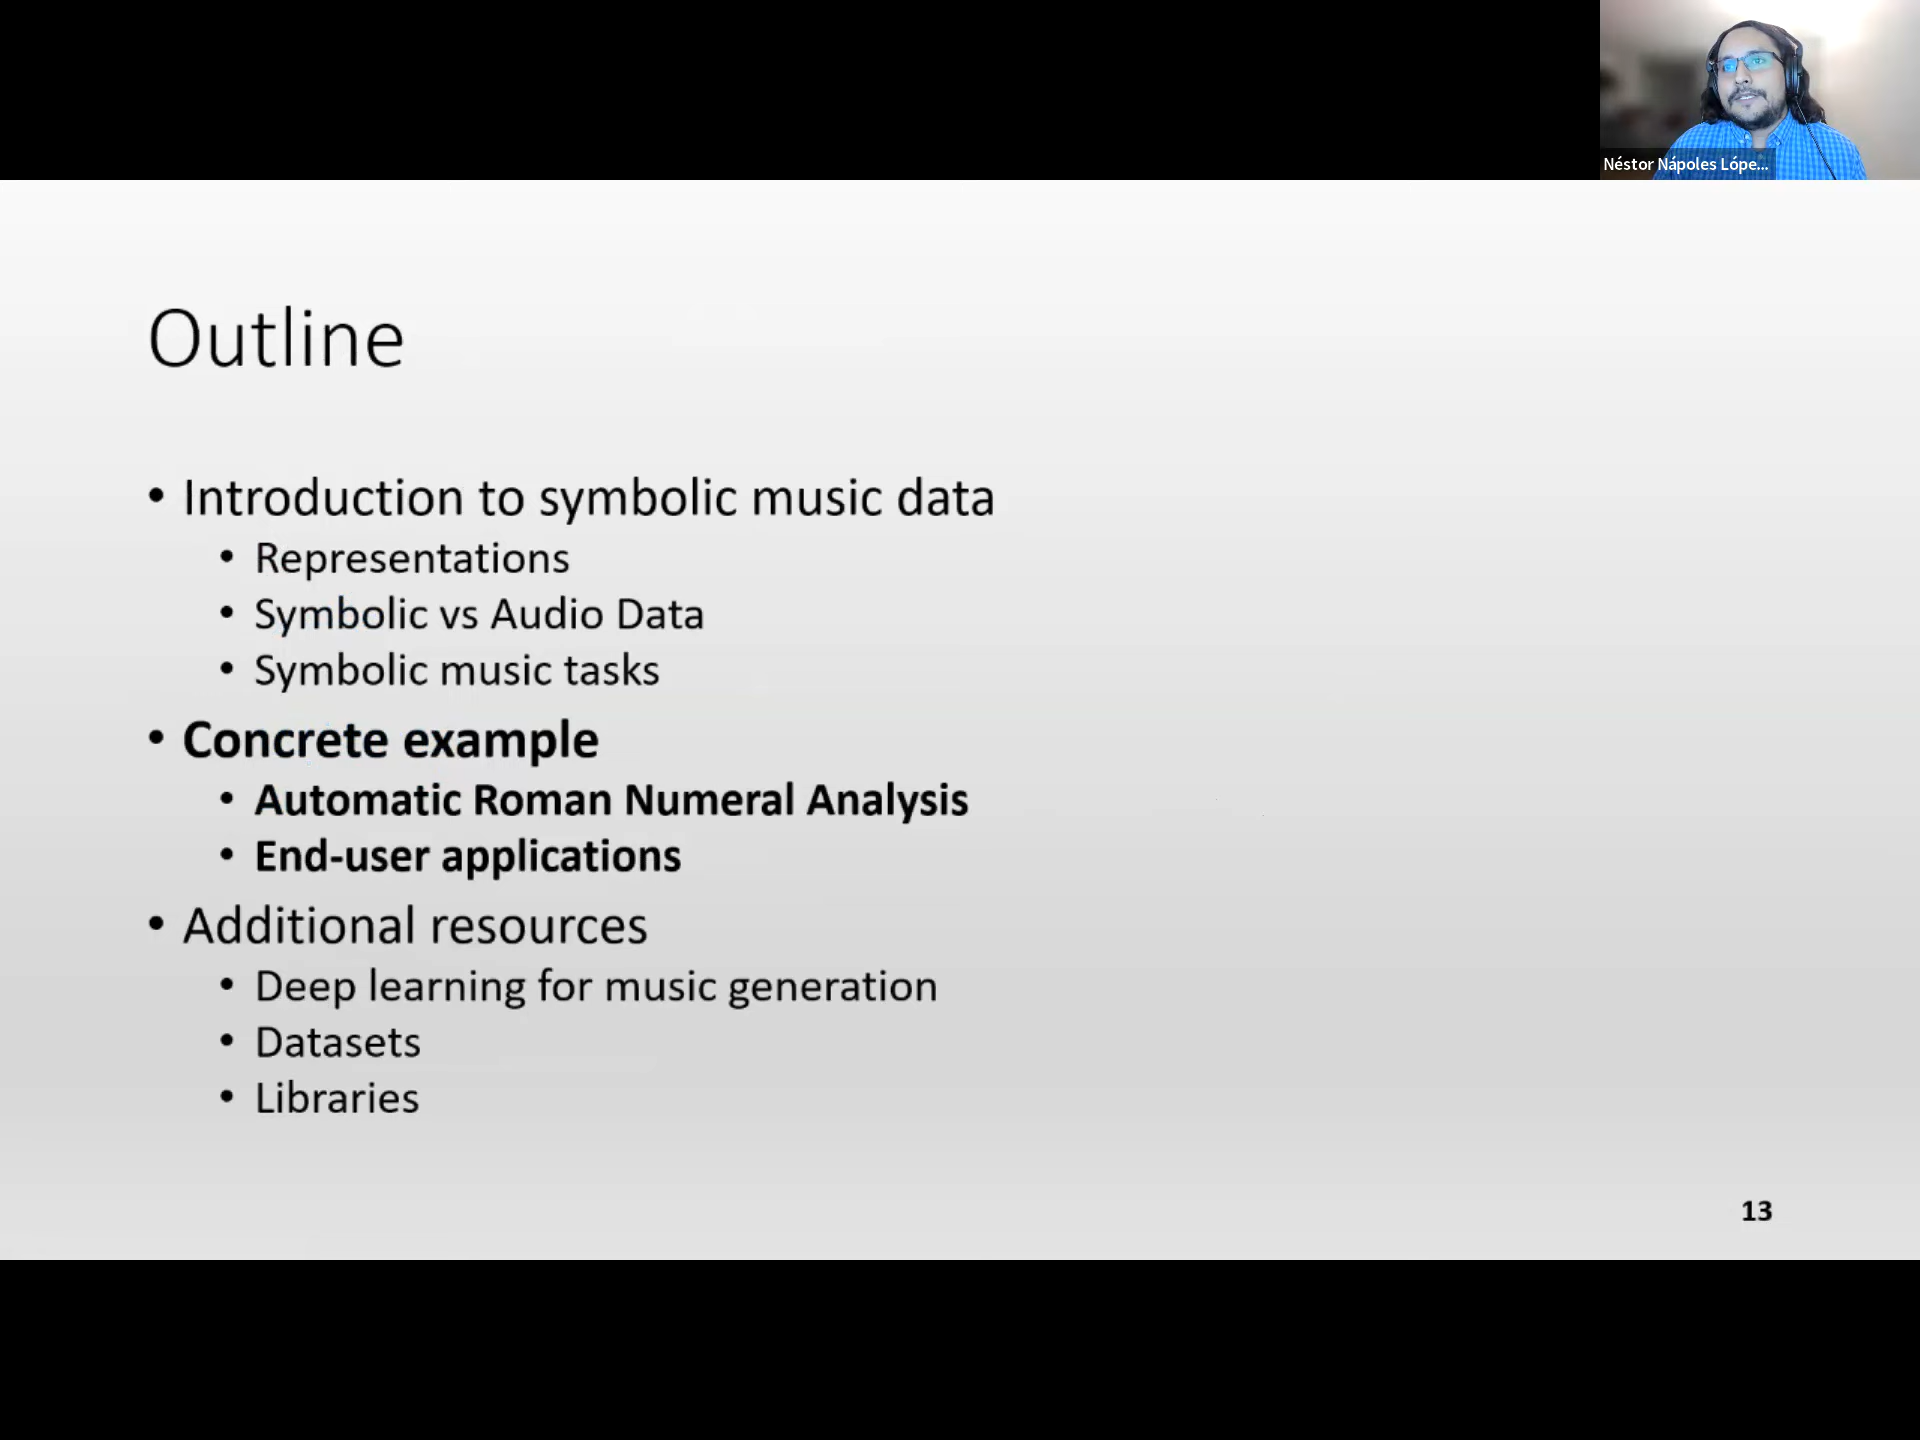 Néstor Nápoles Lópe...
Outline
• Introduction to symbolic music data
• Representations
• Symbolic vs Audio Data
• Symbolic music tasks
• Concrete example
• Automatic Roman Numeral Analysis
• End-user applications
• Additional resources
• Deep learning for music generation
• Datasets
• Libraries
13